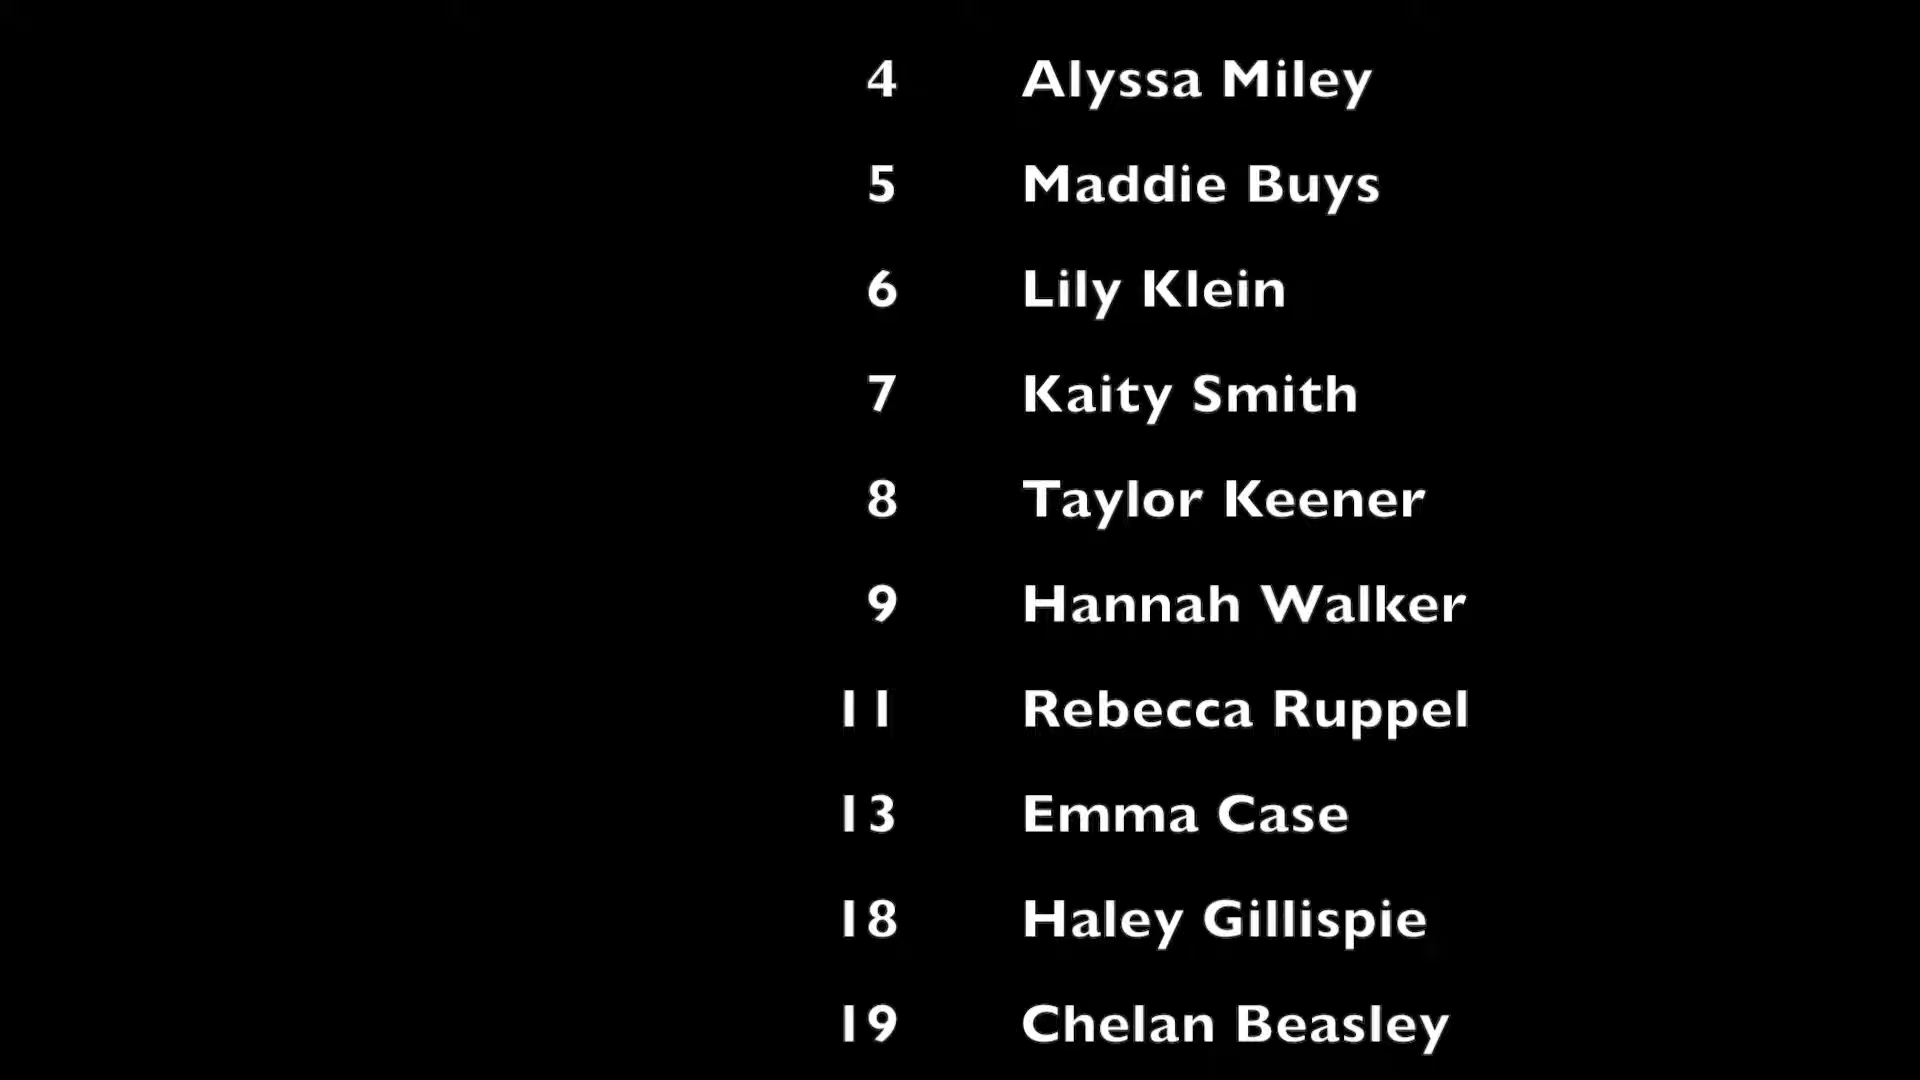 4 Alyssa Miley
5 Maddie Buys
6 Lily Klein
7 Kaity Smith
8 Taylor Keener
9 Hannah Walker
11 Rebecca Ruppel
13 Emma Case
18 Haley Gillispie
19 Chelan Beasley